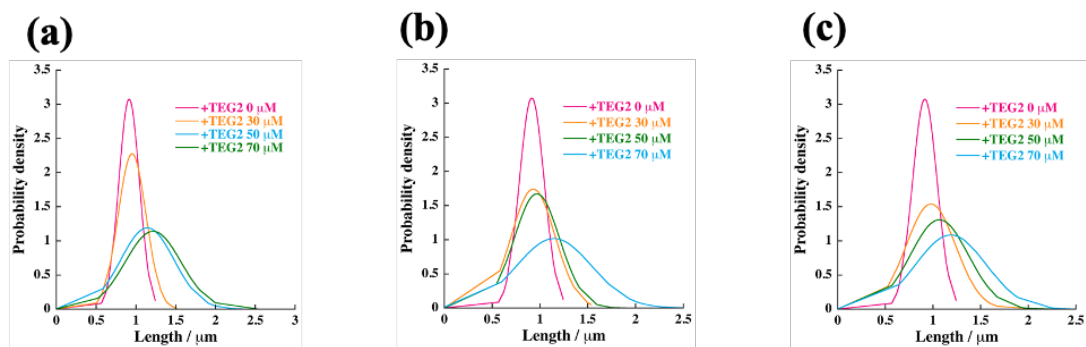 (a)
3.5
3
2.5
2
1.5
1
0.5
0
Probability density
+TEG2 0 μM
+TEG2 30 μM
+TEG2 50 μM
+TEG2 70 μM
0 0.5 1 1.5 2 2.5 3
Length / μm
(b)
3.5
3
2.5
2
1.5
1
0.5
0
Probability density
+TEG2 0 μM
+TEG2 30 μM
+TEG2 50 μM
+TEG2 70 μM
0 0.5 1 1.5 2 2.5
Length / μm
(c)
3.5
3
2.5
2
1.5
1
0.5
0
Probability density
+TEG2 0 μM
+TEG2 30 μM
+TEG2 50 μM
+TEG2 70 μM
0 0.5 1 1.5 2 2.5
Length / μm